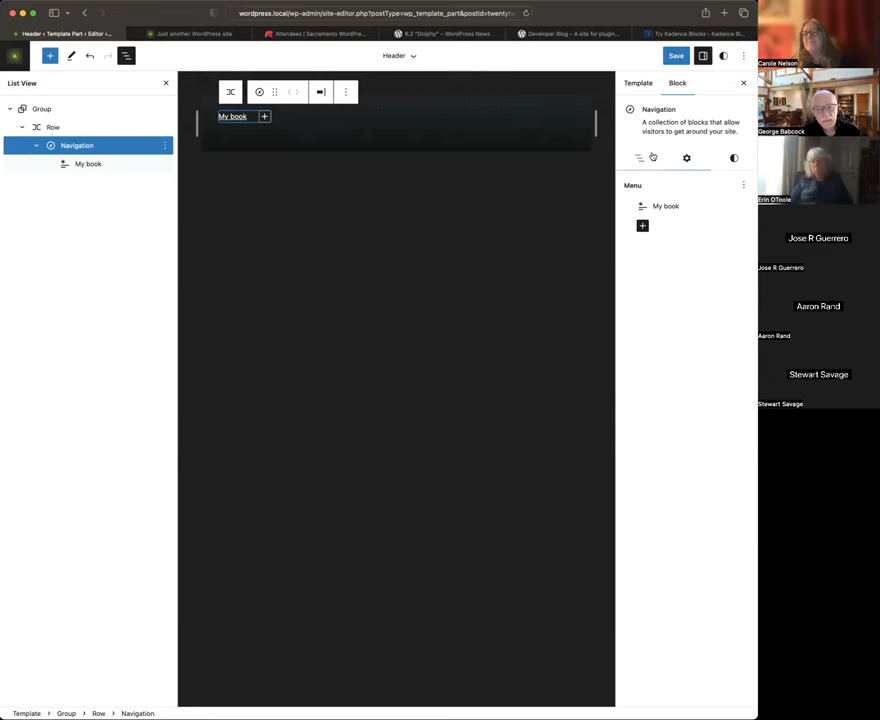 wordpress.local/wp-admin/site-editor.php?postType=wp_template_part&postId=twentytw
Header ‹ Template Part ‹ Editor ‹...
Just another WordPress site
Attendees | Sacramento WordPre...
6.2 "Dolphy" – WordPress News
Developer Blog – A site for plugin...
Try Kadence Blocks - Kadence Bl...
Header
Save
List View
Group
Row
Navigation
My book
My book
Template
Block
Navigation
A collection of blocks that allow
visitors to get around your site.
Menu
My book
Template > Group > Row > Navigation
Carole Nelson
George Babcock
Erin OToole
Jose R Guerrero
Jose R Guerrero
Aaron Rand
Aaron Rand
Stewart Savage
Stewart Savage